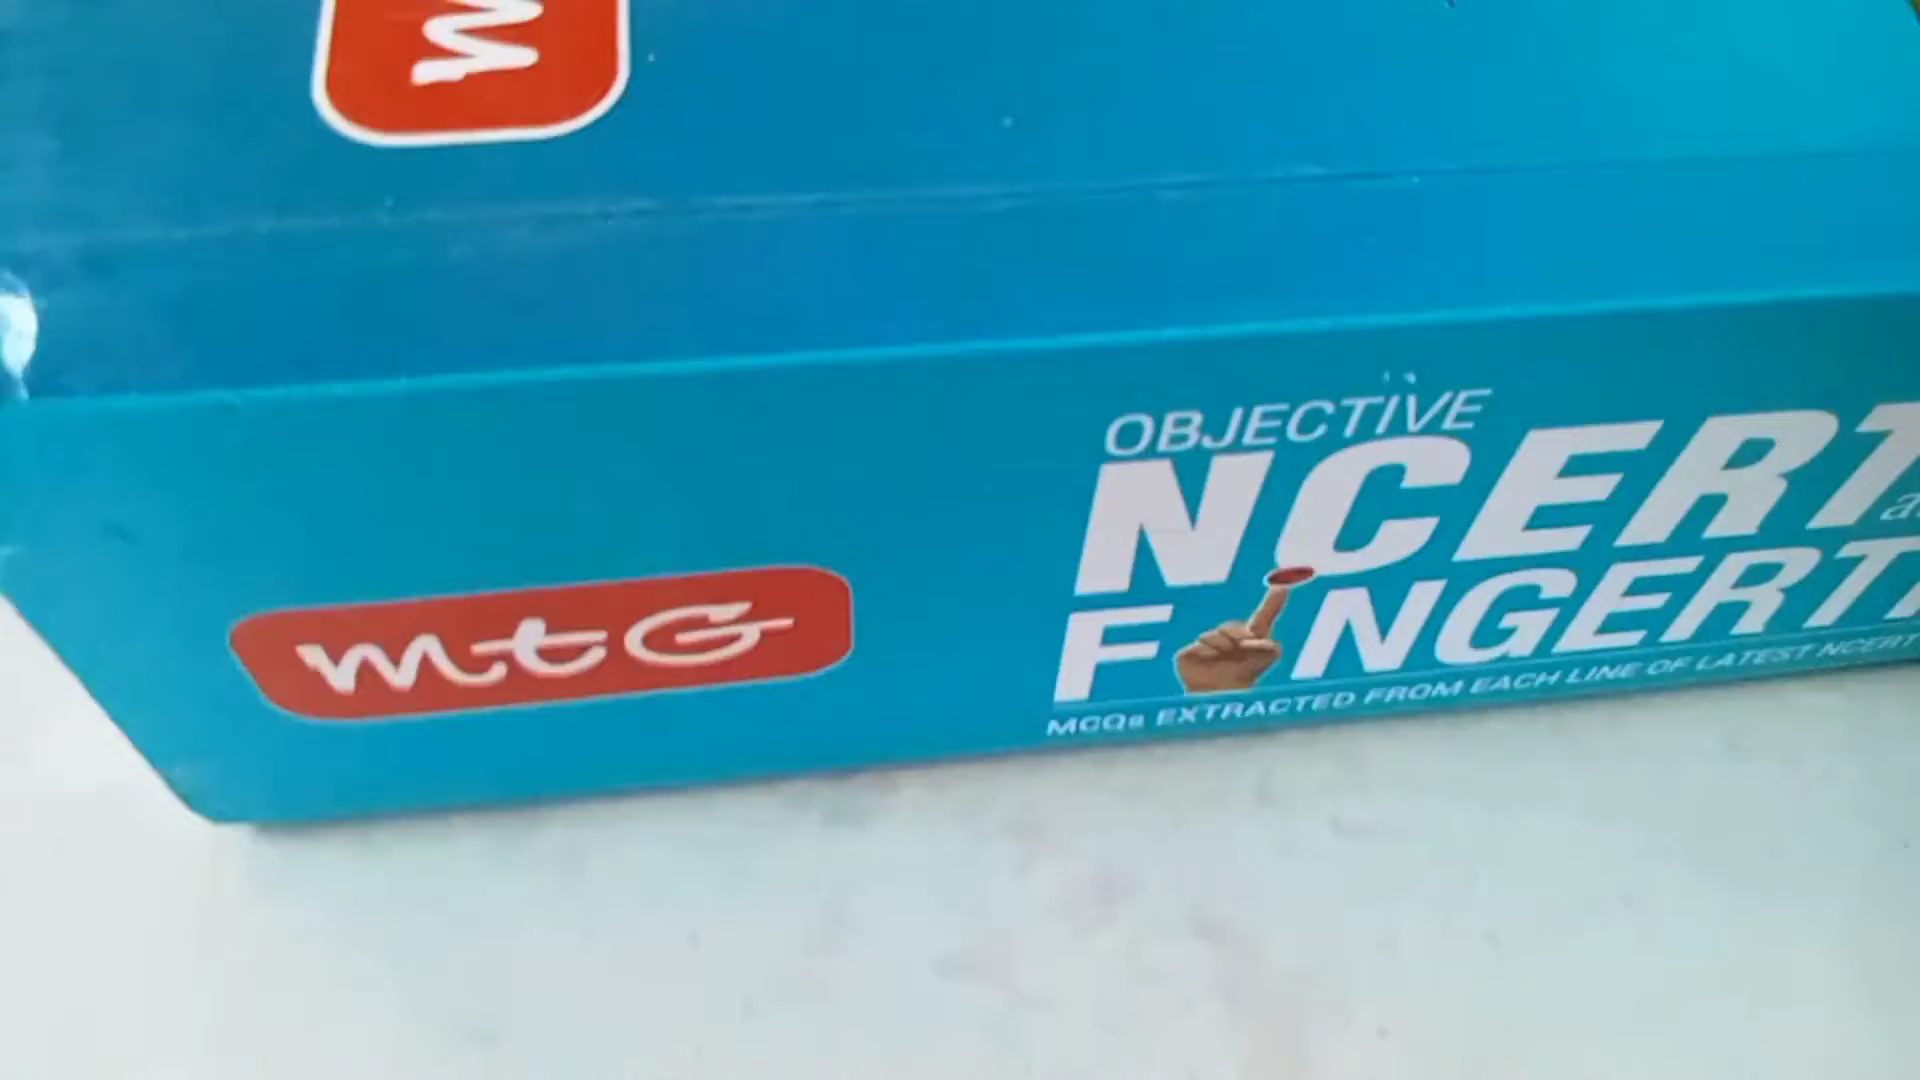 mtG
OBJECTIVE
NCERT
FINGERT
MCQs EXTRACTED FROM EACH LINE OF LATEST NCERT